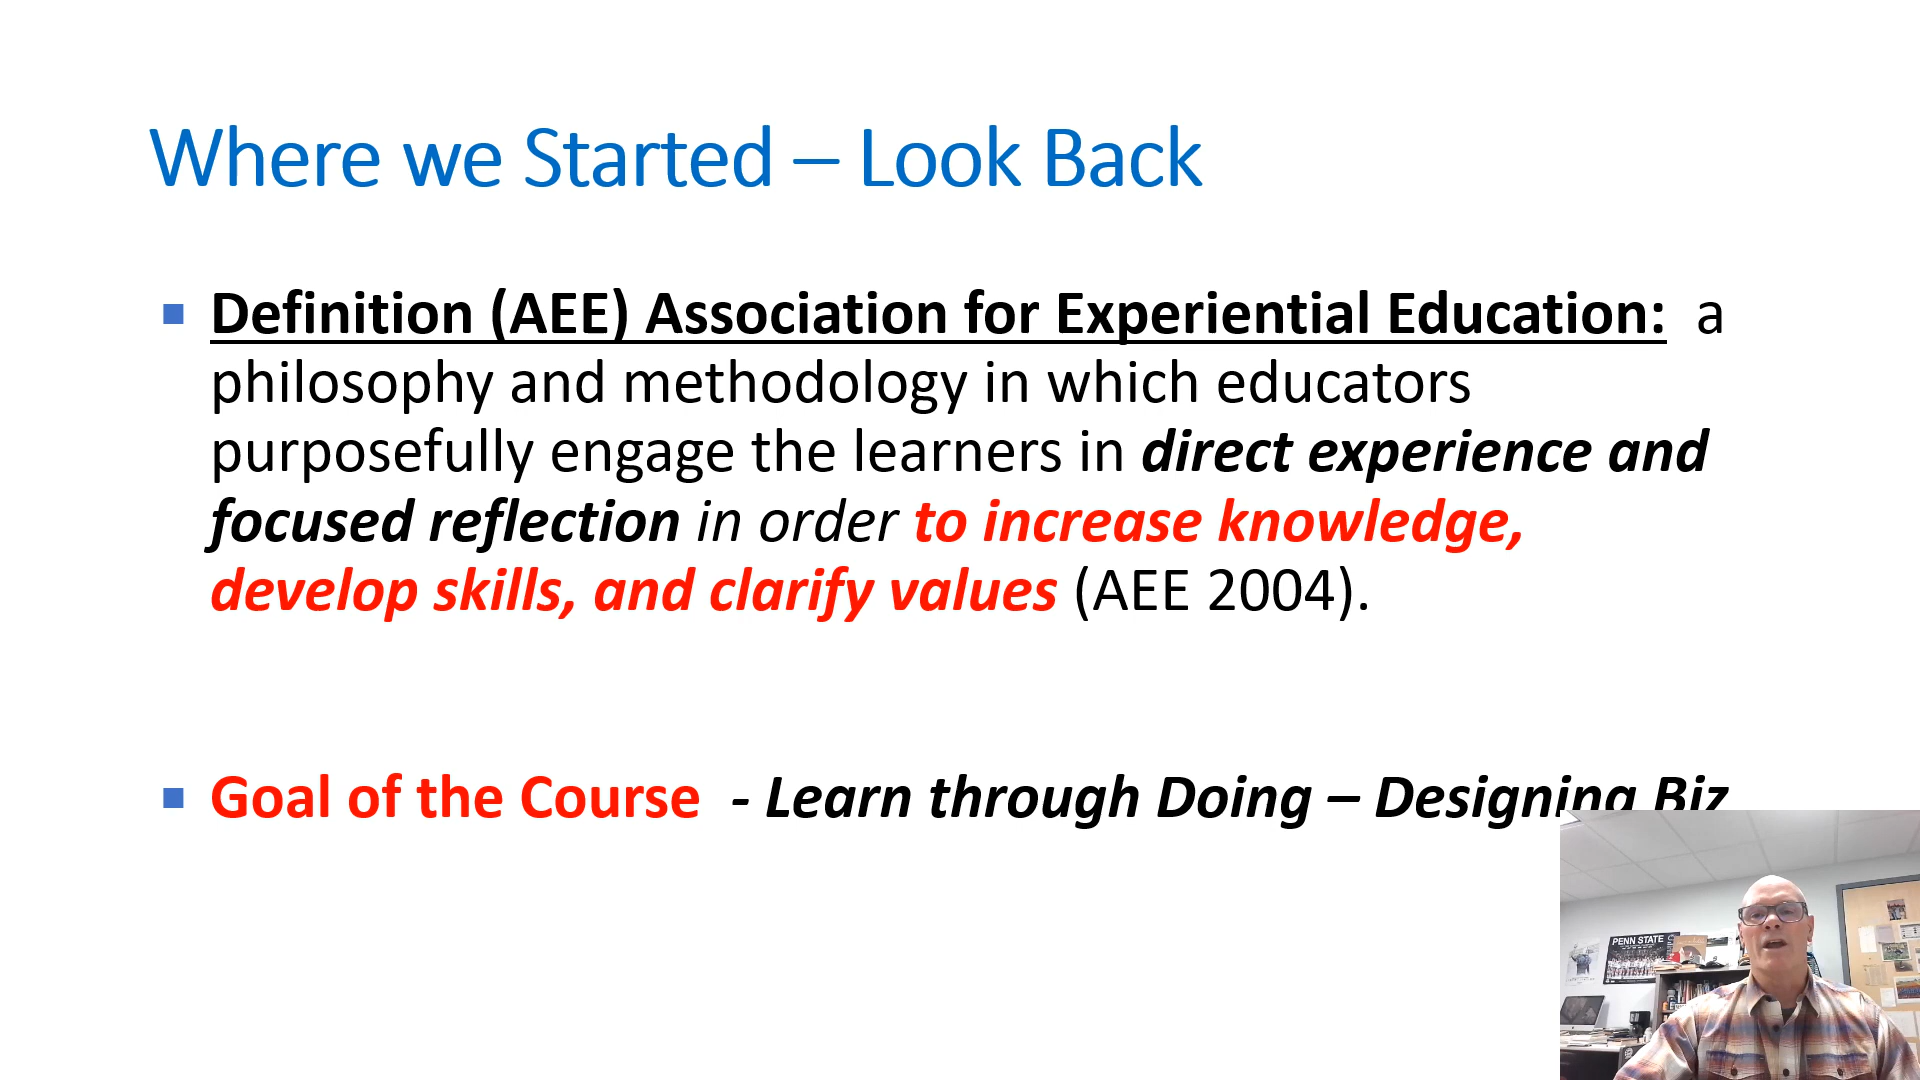 Where we Started – Look Back
Definition (AEE) Association for Experiential Education: a
philosophy and methodology in which educators
purposefully engage the learners in direct experience and
focused reflection in order to increase knowledge,
develop skills, and clarify values (AEE 2004).
Goal of the Course - Learn through Doing – Designing Biz
PENN STATE